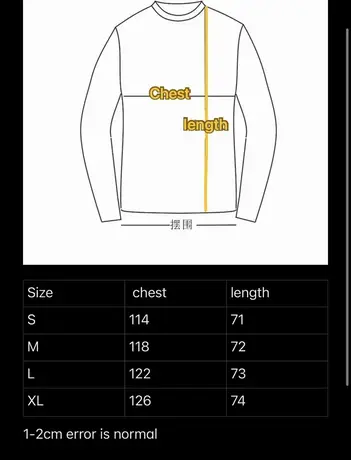 Chest
length
摆围
Size chest length
S 114 71
M 118 72
L 122 73
XL 126 74
1-2cm error is normal